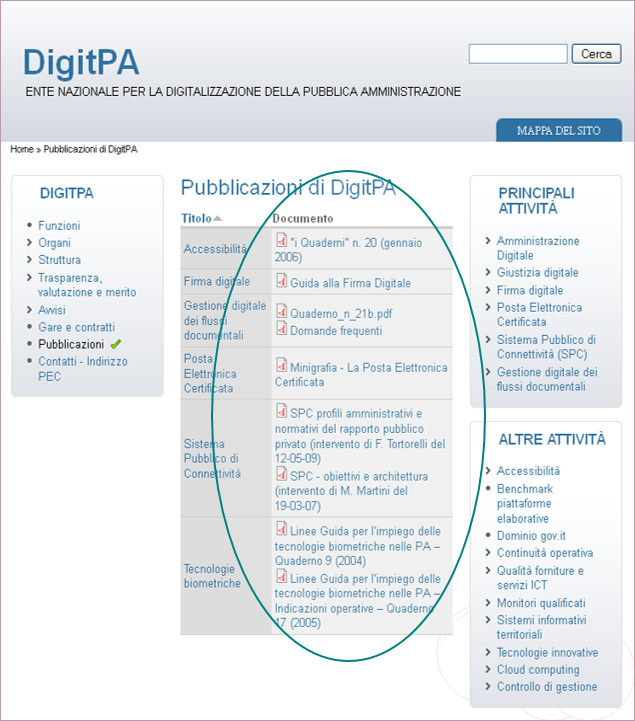 DigitPA
ENTE NAZIONALE PER LA DIGITALIZZAZIONE DELLA PUBBLICA AMMINISTRAZIONE
Cerca
MAPPA DEL SITO
Home » Pubblicazioni di DigitPA
DIGITPA
Funzioni
Organi
Struttura
Trasparenza,
valutazione e merito
Avvisi
Gare e contratti
Pubblicazioni
Contatti - Indirizzo
PEC
Pubblicazioni di DigitPA
Titolo Documento
Accessibilità
"i Quaderni" n. 20 (gennaio
2006)
Firma digitale
Guida alla Firma Digitale
Gestione digitale
dei flussi
documentali
Quaderno_n_21b.pdf
Domande frequenti
Posta
Elettronica
Certificata
Minigrafia - La Posta Elettronica
Certificata
Sistema
Pubblico di
Connettività
SPC profili amministrativi e
normativi del rapporto pubblico
privato (intervento di F. Tortorelli del
12-05-09)
SPC - obiettivi e architettura
(intervento di M. Martini del
19-03-07)
Tecnologie
biometriche
Linee Guida per l'impiego delle
tecnologie biometriche nelle PA –
Quaderno 9 (2004)
Linee Guida per l'impiego delle
tecnologie biometriche nelle PA –
Indicazioni operative – Quaderno
17 (2005)
PRINCIPALI
ATTIVITÀ
Amministrazione
Digitale
Giustizia digitale
Firma digitale
Posta Elettronica
Certificata
Sistema Pubblico di
Connettività (SPC)
Gestione digitale dei
flussi documentali
ALTRE ATTIVITÀ
Accessibilità
Benchmark
piattaforme
elaborative
Dominio gov.it
Continuità operativa
Qualità forniture e
servizi ICT
Monitori qualificati
Sistemi informativi
territoriali
Tecnologie innovative
Cloud computing
Controllo di gestione